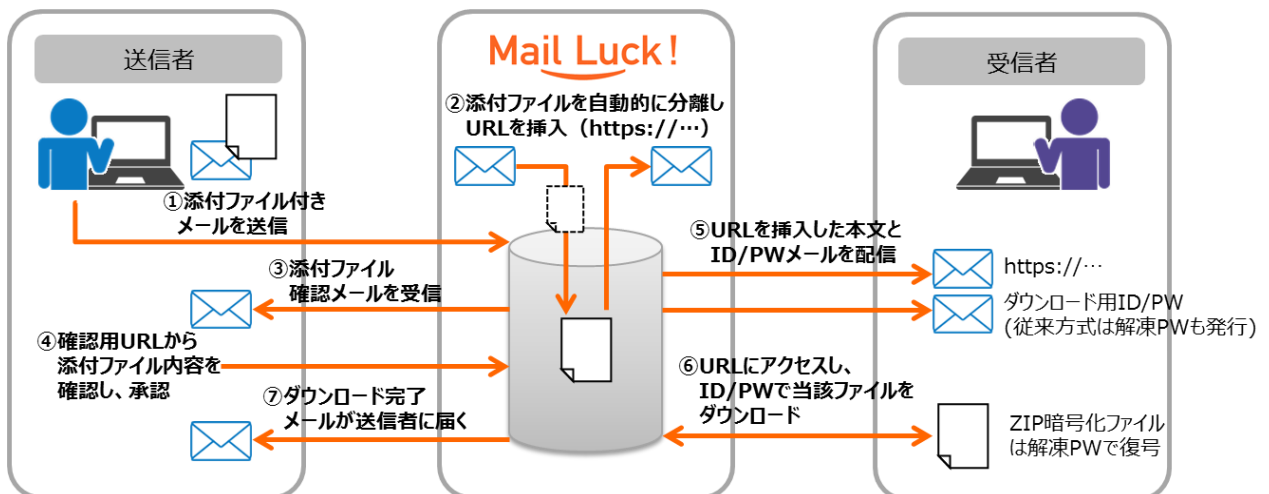 送信者
Mail Luck!
受信者
②添付ファイルを自動的に分離し
URLを挿入（https://…）
①添付ファイル付き
メールを送信
③添付ファイル
確認メールを受信
④確認用URLから
添付ファイル内容を
確認し、承認
⑤URLを挿入した本文と
ID/PWメールを配信
https://…
ダウンロード用ID/PW
(従来方式は解凍PWも発行)
⑥URLにアクセスし、
ID/PWで当該ファイルを
ダウンロード
⑦ダウンロード完了
メールが送信者に届く
ZIP暗号化ファイル
は解凍PWで復号